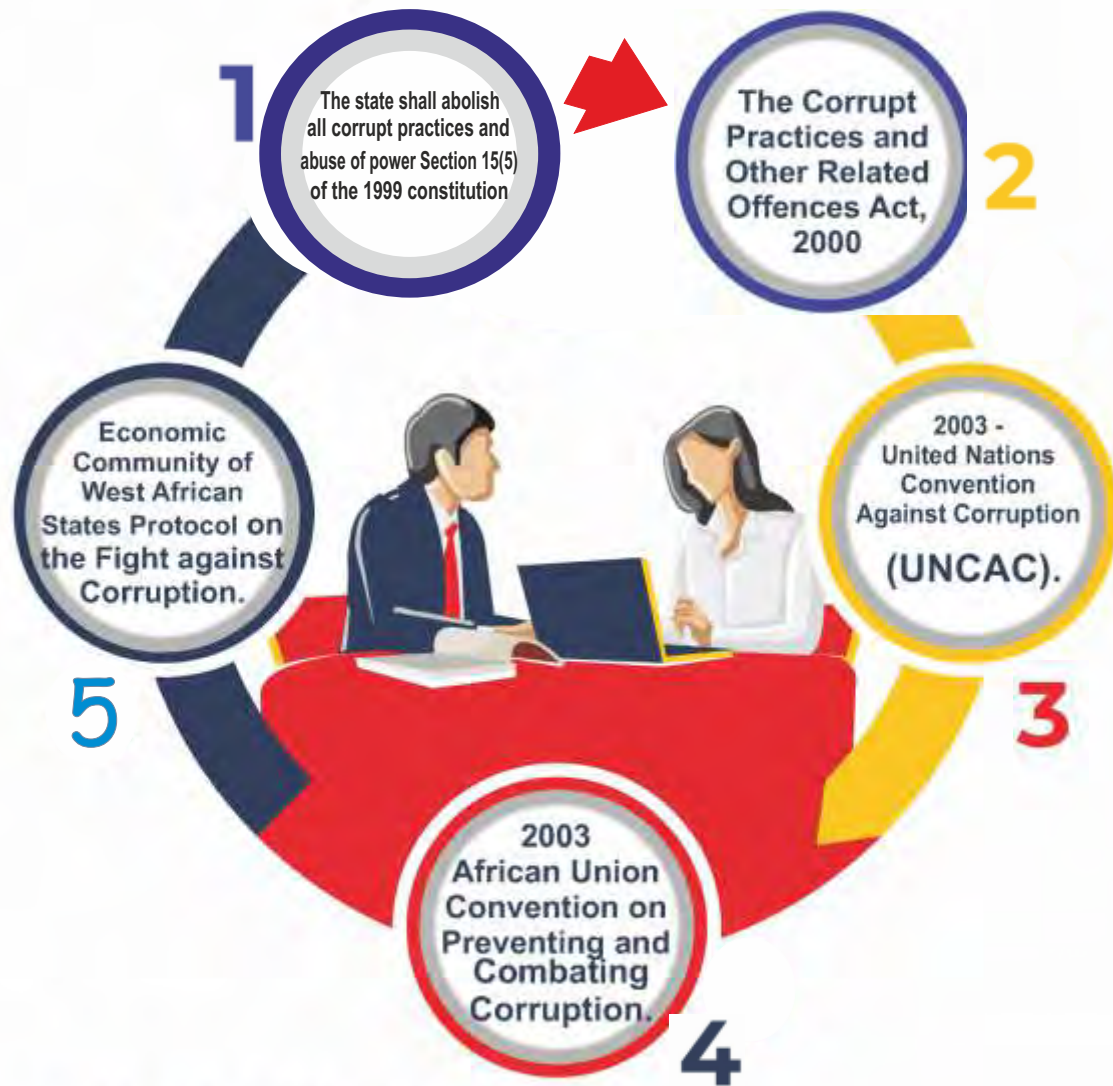 1
The state shall abolish
all corrupt practices and
abuse of power Section 15(5)
of the 1999 constitution
The Corrupt
Practices and
Other Related
Offences Act,
2000
2
2003 -
United Nations
Convention
Against Corruption
(UNCAC).
3
2003
African Union
Convention on
Preventing and
Combating
Corruption.
4
Economic
Community of
West African
States Protocol on
the Fight against
Corruption.
5